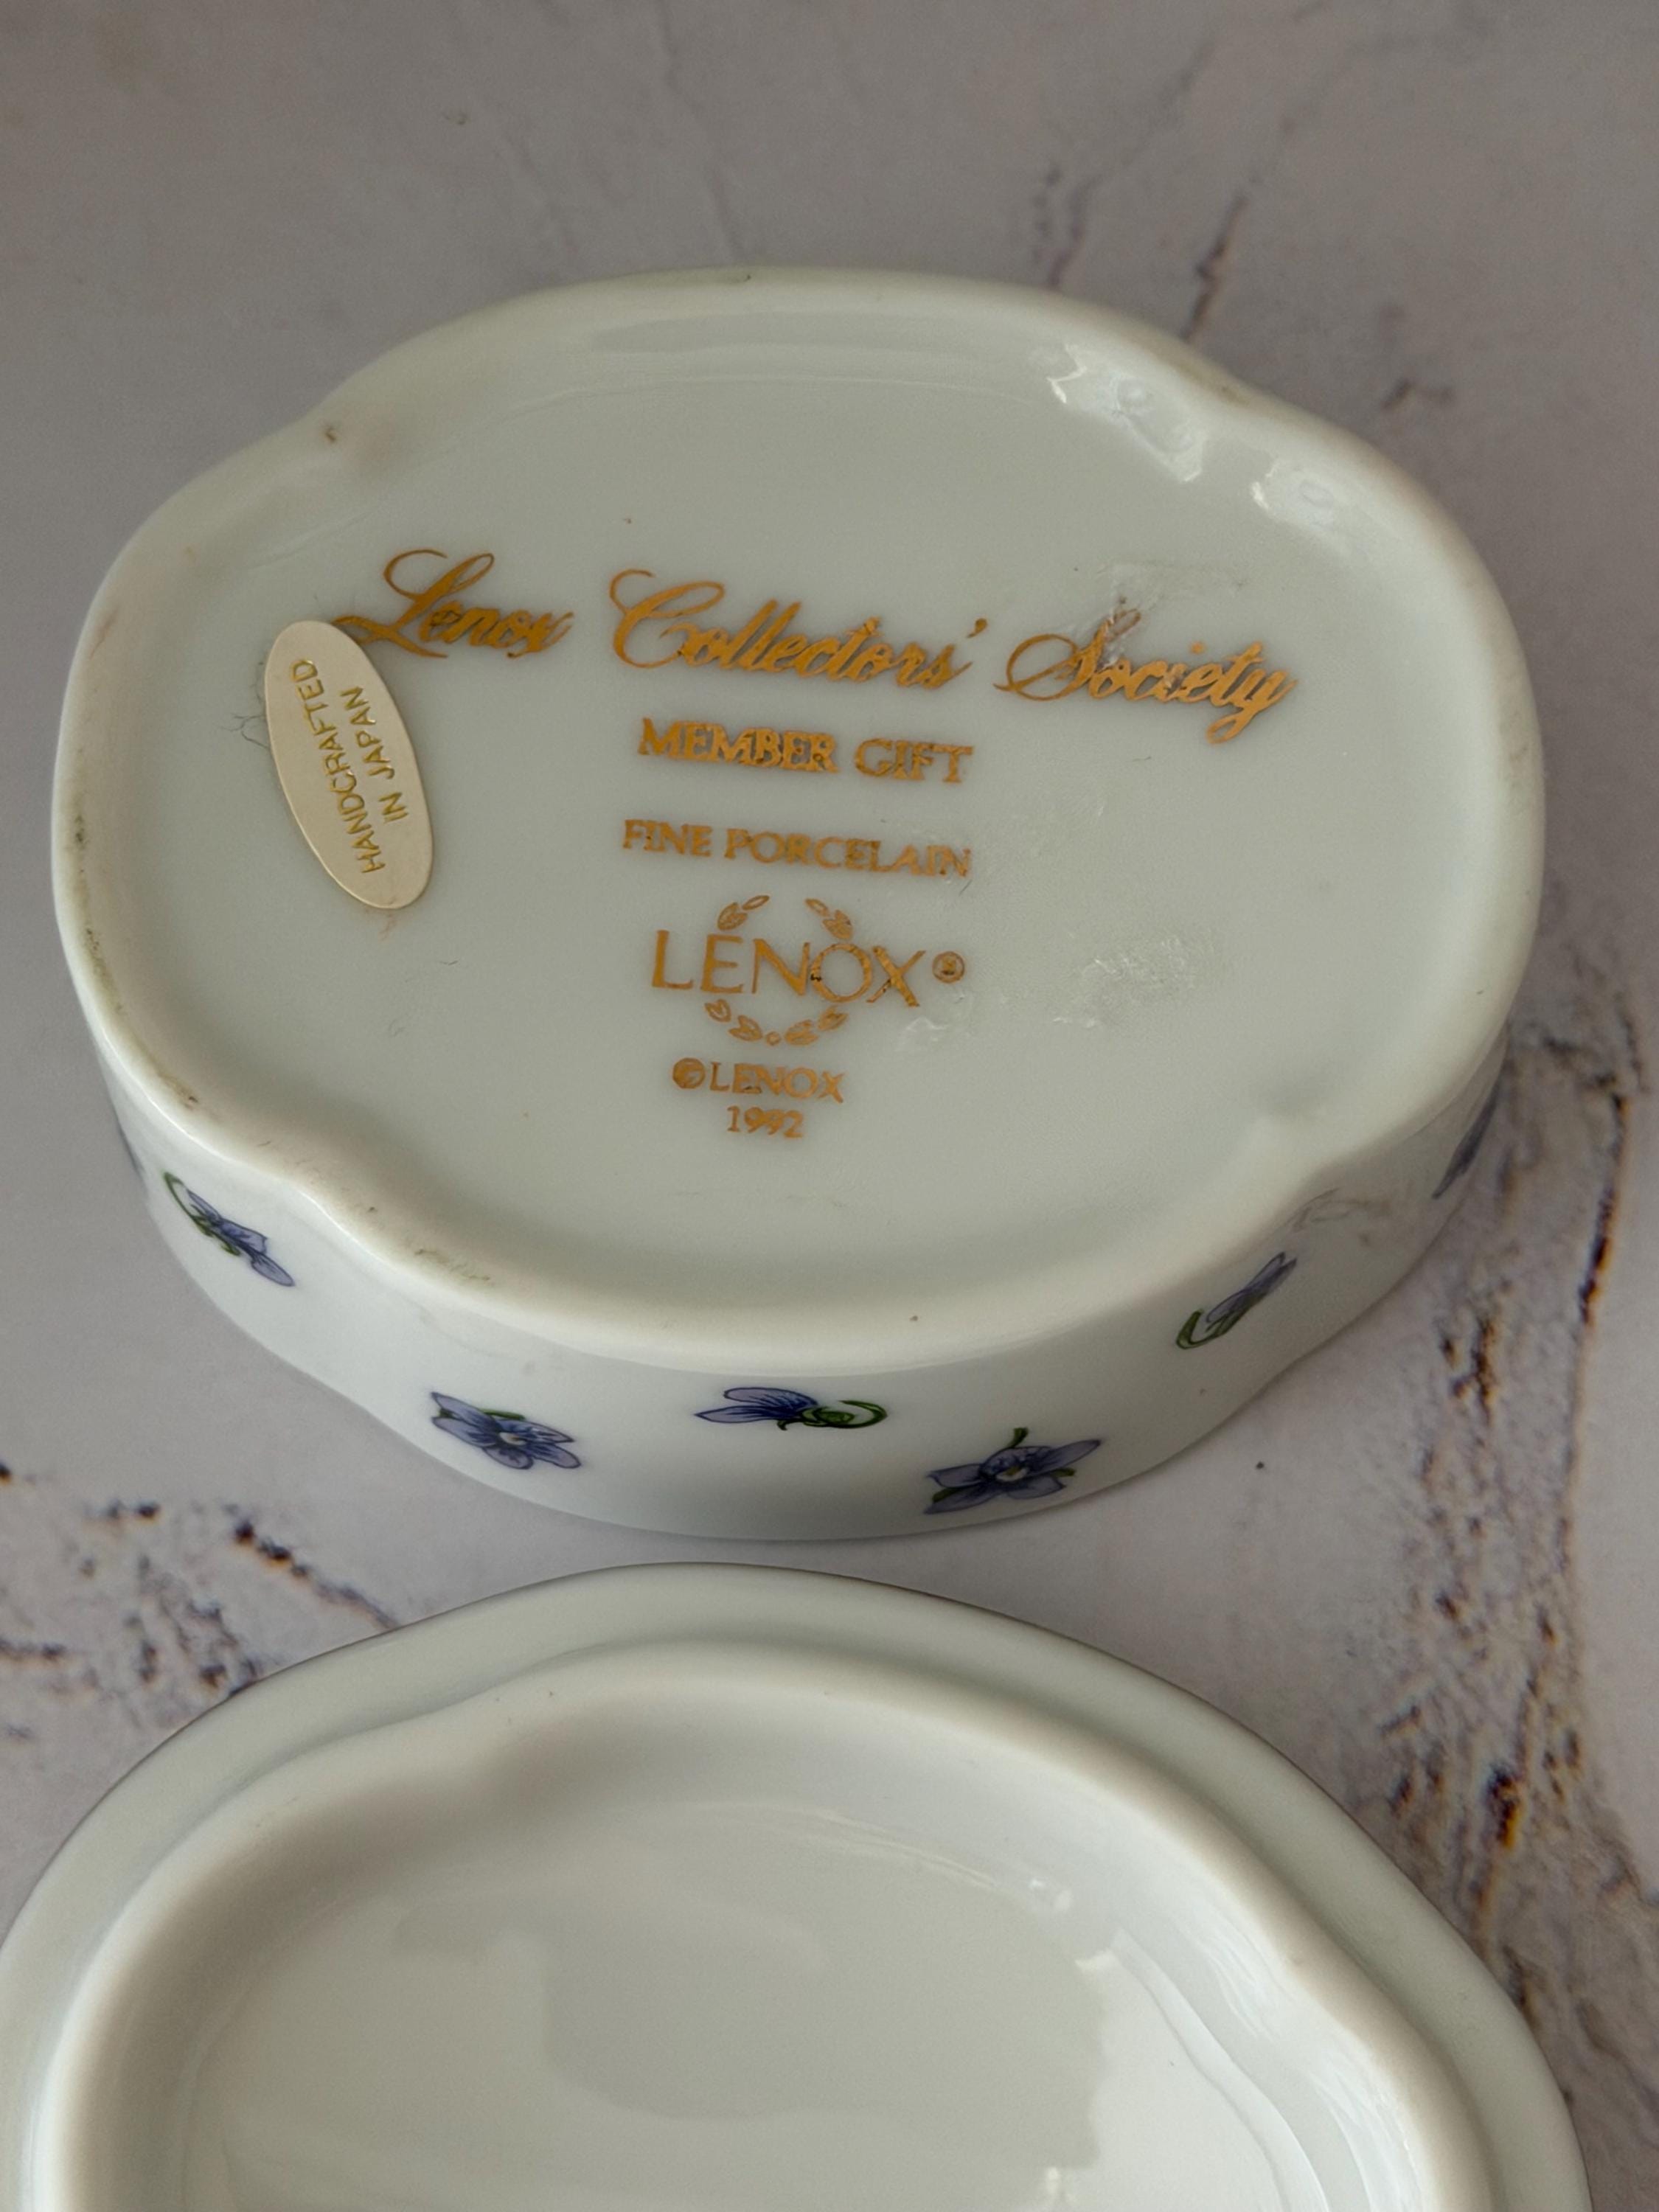 Lenox Collectors' Society
MEMBER GIFT
FINE PORCELAIN
LENOX®
©LENOX
1992
HANDCRAFTED
IN JAPAN